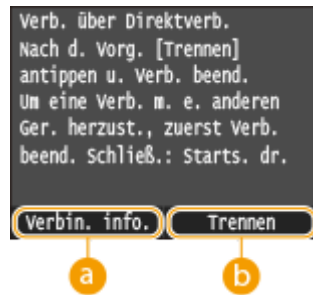 Verb. über Direktverb.
Nach d. Vorg. [Trennen]
antippen u. Verb. beend.
Um eine Verb. m. e. anderen
Ger. herzust., zuerst Verb.
beend. Schließ.: Starts. dr.
Verbin. info. Trennen
a b